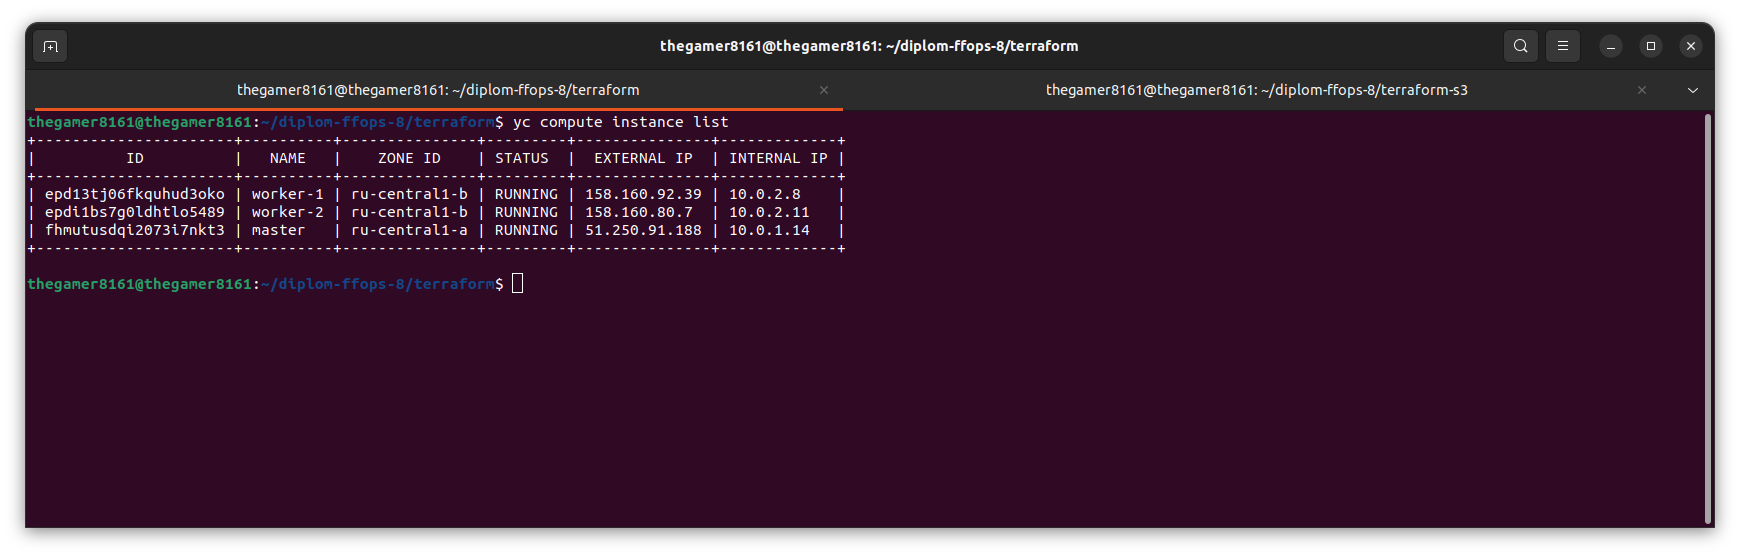 thegamer8161@thegamer8161: ~/diplom-ffops-8/terraform
thegamer8161@thegamer8161: ~/diplom-ffops-8/terraform
thegamer8161@thegamer8161: ~/diplom-ffops-8/terraform-s3
thegamer8161@thegamer8161:~/diplom-ffops-8/terraform$ yc compute instance list
+----------------------+----------+---------------+---------+---------------+-------------+
|          ID          |   NAME   |    ZONE ID    | STATUS  |  EXTERNAL IP  | INTERNAL IP |
+----------------------+----------+---------------+---------+---------------+-------------+
| epd13tj06fkquhud3oko | worker-1 | ru-central1-b | RUNNING | 158.160.92.39 | 10.0.2.8    |
| epdi1bs7g0ldhtlo5489 | worker-2 | ru-central1-b | RUNNING | 158.160.80.7  | 10.0.2.11   |
| fhmutusdqi2073i7nkt3 | master   | ru-central1-a | RUNNING | 51.250.91.188 | 10.0.1.14   |
+----------------------+----------+---------------+---------+---------------+-------------+
thegamer8161@thegamer8161:~/diplom-ffops-8/terraform$